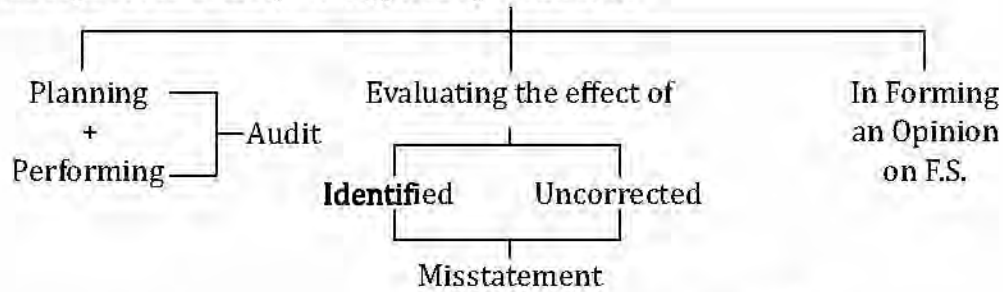 Planning
+
Performing
Audit
Evaluating the effect of
Identified
Uncorrected
Misstatement
In Forming
an Opinion
on F.S.